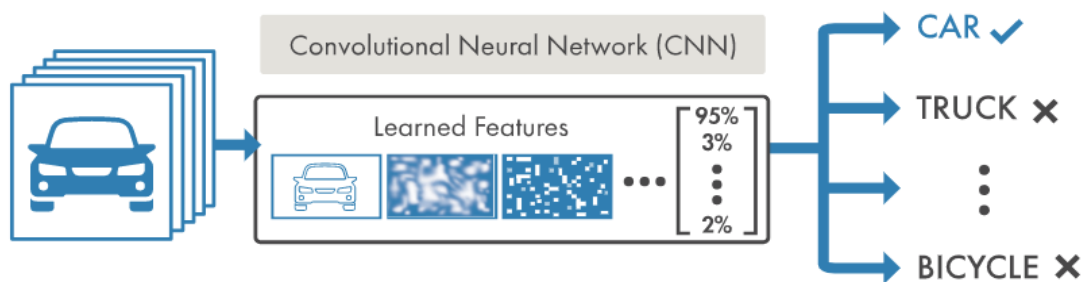 Convolutional Neural Network (CNN)
Learned Features
95%
3%
2%
CAR
TRUCK
BICYCLE